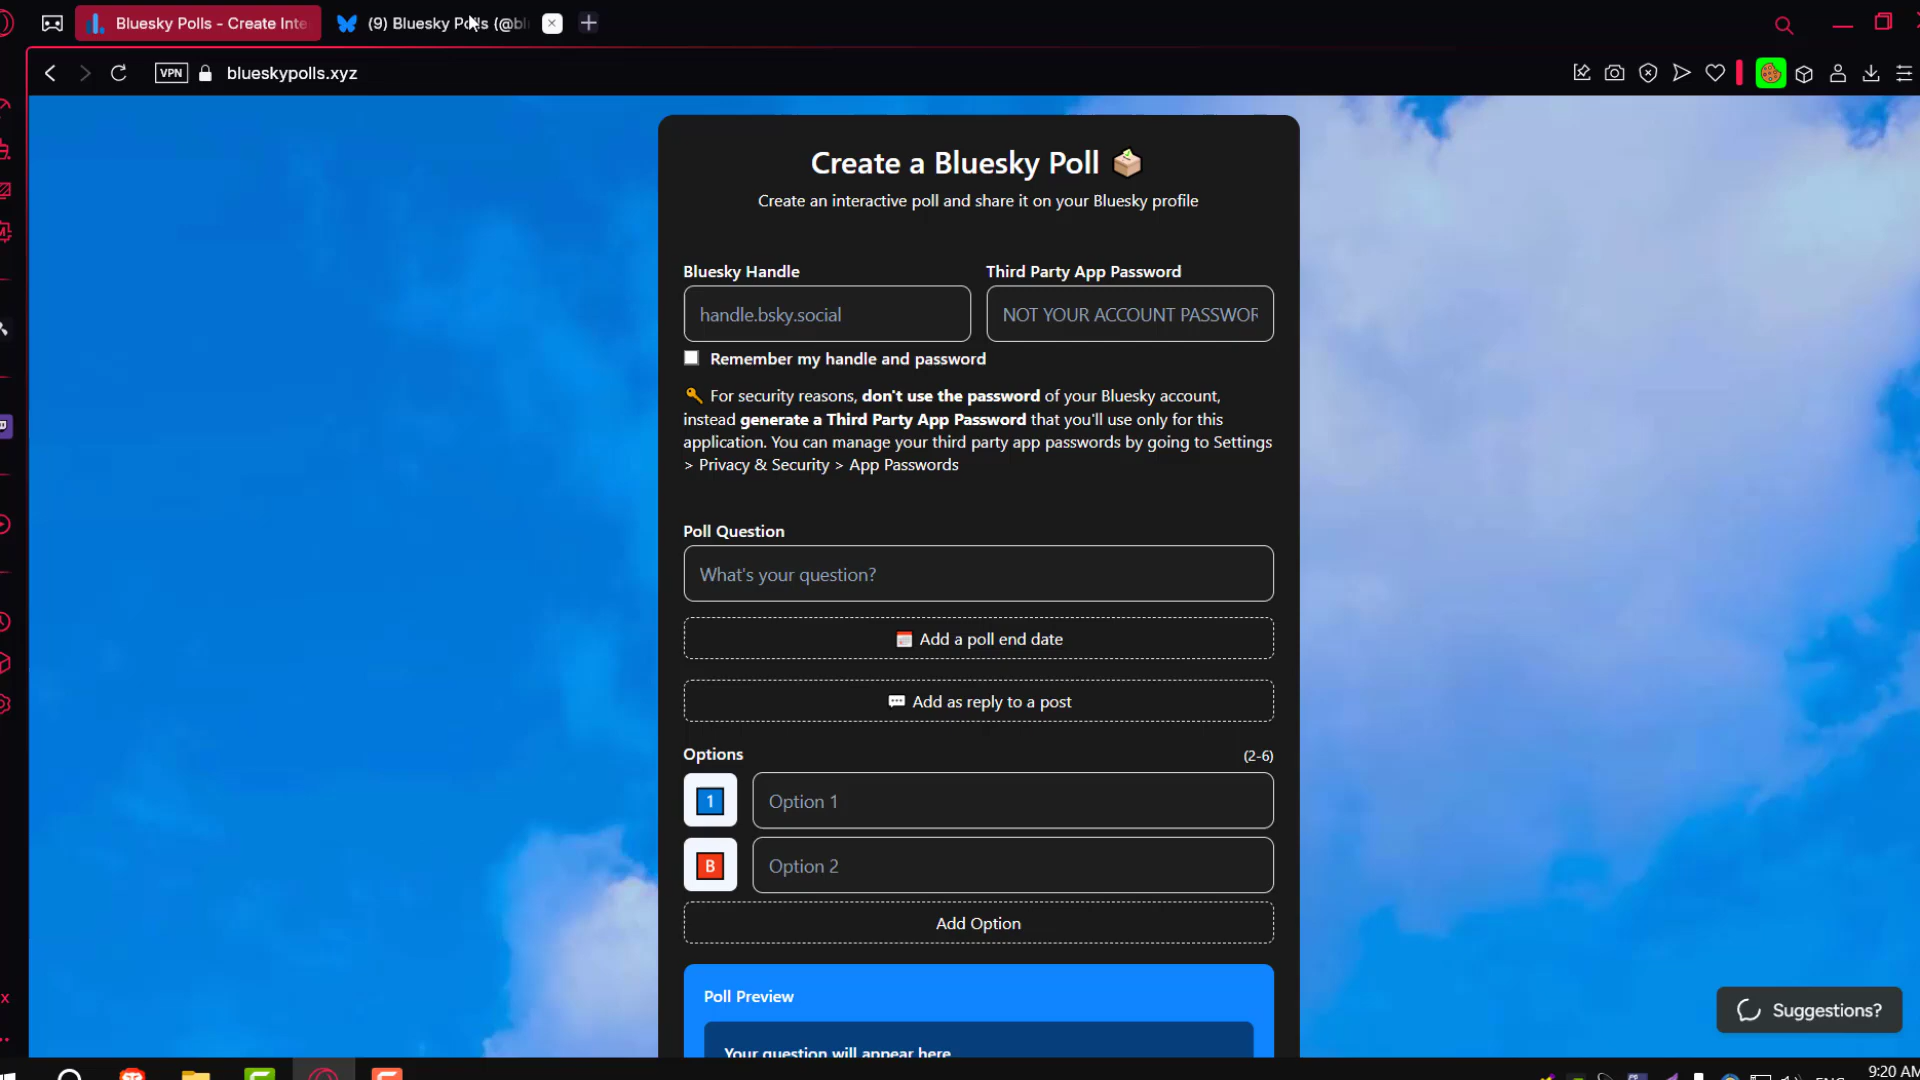 Bluesky Polls - Create Inte
(9) Bluesky Polls (@bl
VPN
blueskypolls.xyz
Create a Bluesky Poll
Create an interactive poll and share it on your Bluesky profile
Bluesky Handle
Third Party App Password
handle.bsky.social
NOT YOUR ACCOUNT PASSWOR
Remember my handle and password
For security reasons, don't use the password of your Bluesky account,
instead generate a Third Party App Password that you'll use only for this
application. You can manage your third party app passwords by going to Settings
> Privacy & Security > App Passwords
Poll Question
What's your question?
Add a poll end date
Add as reply to a post
Options
(2-6)
1
Option 1
B
Option 2
Add Option
Poll Preview
Your question will appear here
Suggestions?
9:20 AM